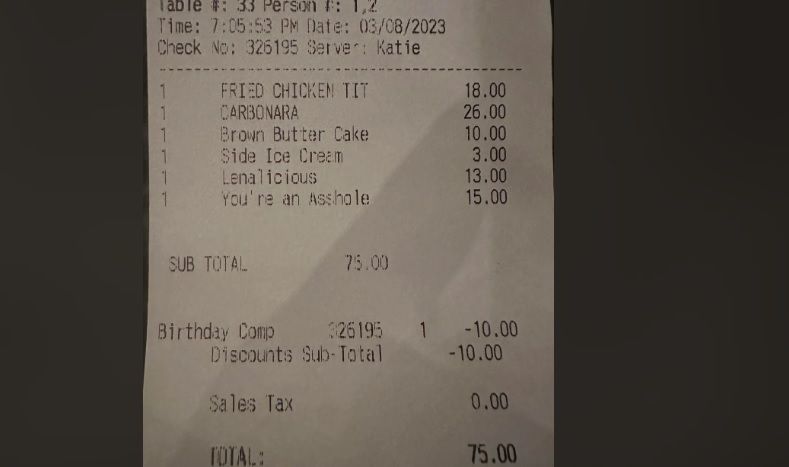 Table #: 33 Person #: 1,2
Time: 7:05:53 PM Date: 03/08/2023
Check No: 326195 Server: Katie
1 FRIED CHICKEN TIT 18.00
1 CARBONARA 26.00
1 Brown Butter Cake 10.00
1 Side Ice Cream 3.00
1 Lenalicious 13.00
1 You're an Asshole 15.00
SUB TOTAL 75.00
Birthday Comp 326195 1 -10.00
Discounts Sub-Total -10.00
Sales Tax 0.00
TOTAL: 75.00